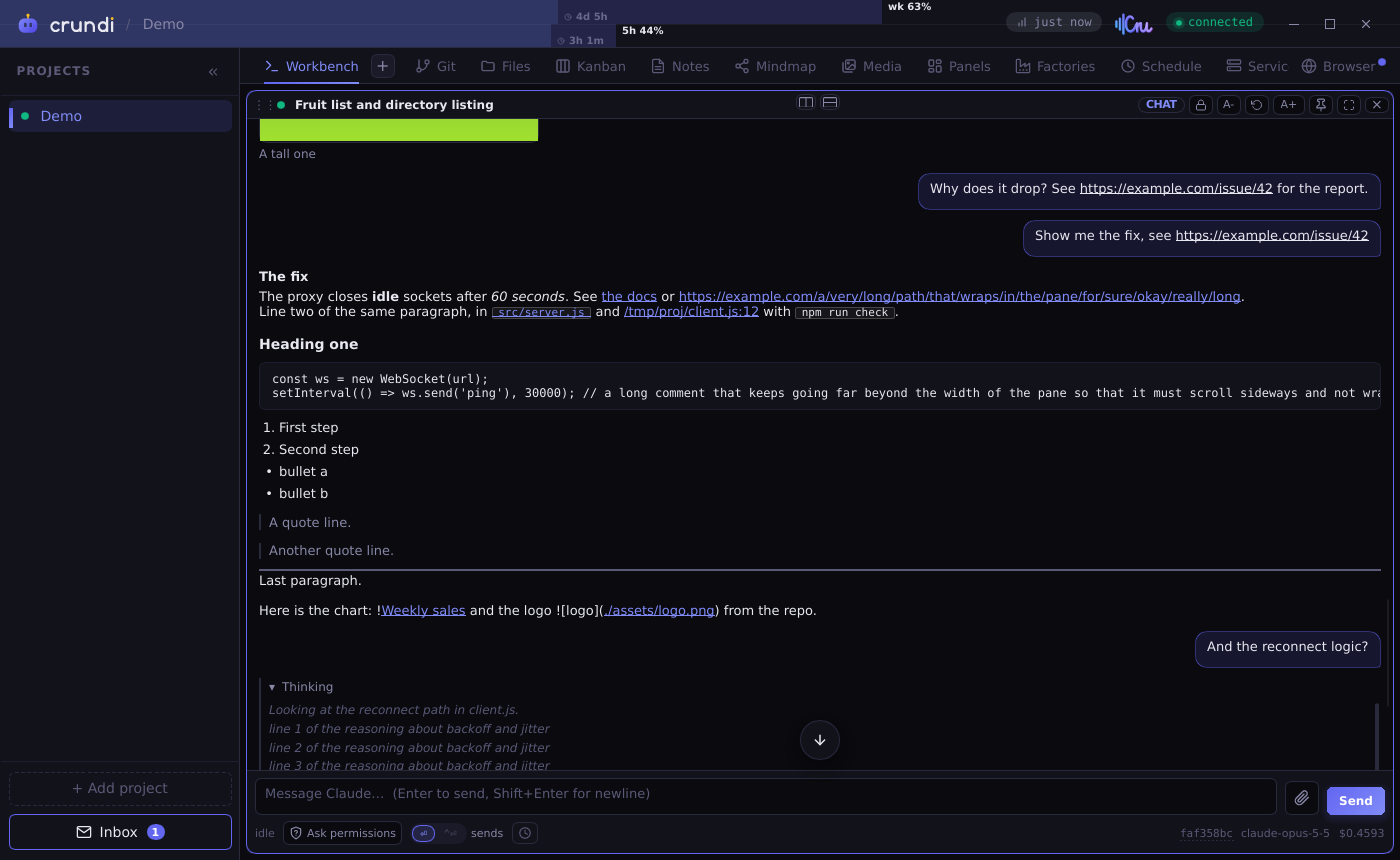 crundi / Demo
4d 5h
wk 63%
3h 1m
5h 44%
just now
Cru
connected
PROJECTS
Workbench
Git
Files
Kanban
Notes
Mindmap
Media
Panels
Factories
Schedule
Servic
Browser
Demo
Fruit list and directory listing
CHAT
A-
A+
A tall one
Why does it drop? See https://example.com/issue/42 for the report.
Show me the fix, see https://example.com/issue/42
The fix
The proxy closes idle sockets after 60 seconds. See the docs or https://example.com/a/very/long/path/that/wraps/in/the/pane/for/sure/okay/really/long.
Line two of the same paragraph, in src/server.js and /tmp/proj/client.js:12 with npm run check.
Heading one
const ws = new WebSocket(url);
setInterval(() => ws.send('ping'), 30000); // a long comment that keeps going far beyond the width of the pane so that it must scroll sideways and not wra
1. First step
2. Second step
• bullet a
• bullet b
A quote line.
Another quote line.
Last paragraph.
Here is the chart: !Weekly sales and the logo ![logo](./assets/logo.png) from the repo.
And the reconnect logic?
▾ Thinking
Looking at the reconnect path in client.js.
line 1 of the reasoning about backoff and jitter
line 2 of the reasoning about backoff and jitter
line 3 of the reasoning about backoff and jitter
+ Add project
Inbox 1
Message Claude… (Enter to send, Shift+Enter for newline)
Send
idle
Ask permissions
⏎
^⏎
sends
faf358bc
claude-opus-5-5
$0.4593